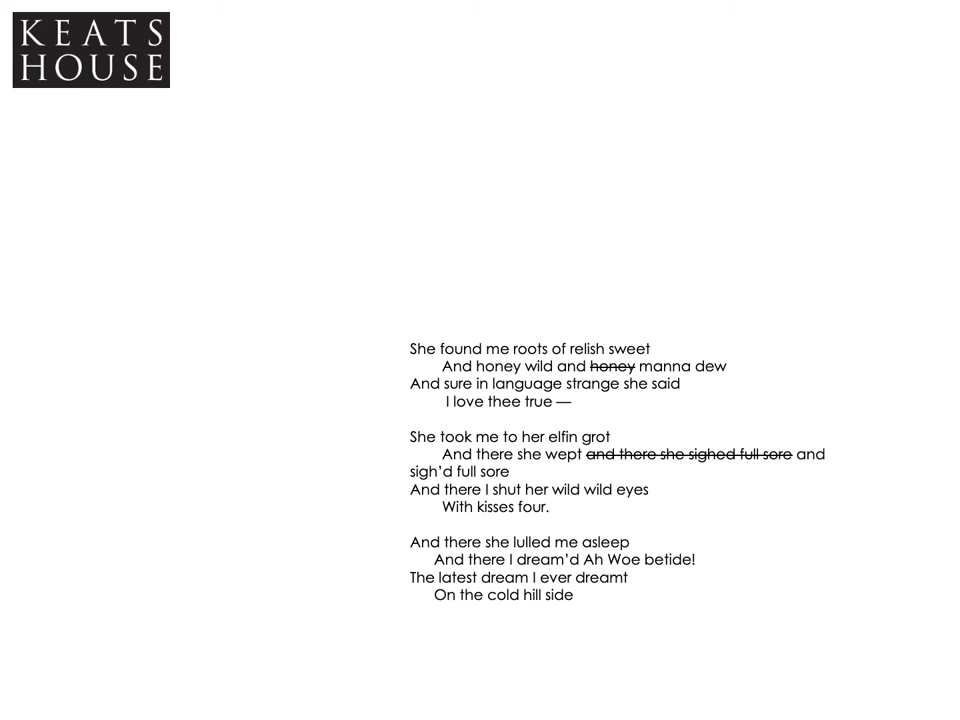 KEATS
HOUSE
She found me roots of relish sweet
And honey wild and honey manna dew
And sure in language strange she said
I love thee true —
She took me to her elfin grot
And there she wept and there she sighed full sore and
sigh'd full sore
And there I shut her wild wild eyes
With kisses four.
And there she lulled me asleep
And there I dream'd Ah Woe betide!
The latest dream I ever dreamt
On the cold hill side